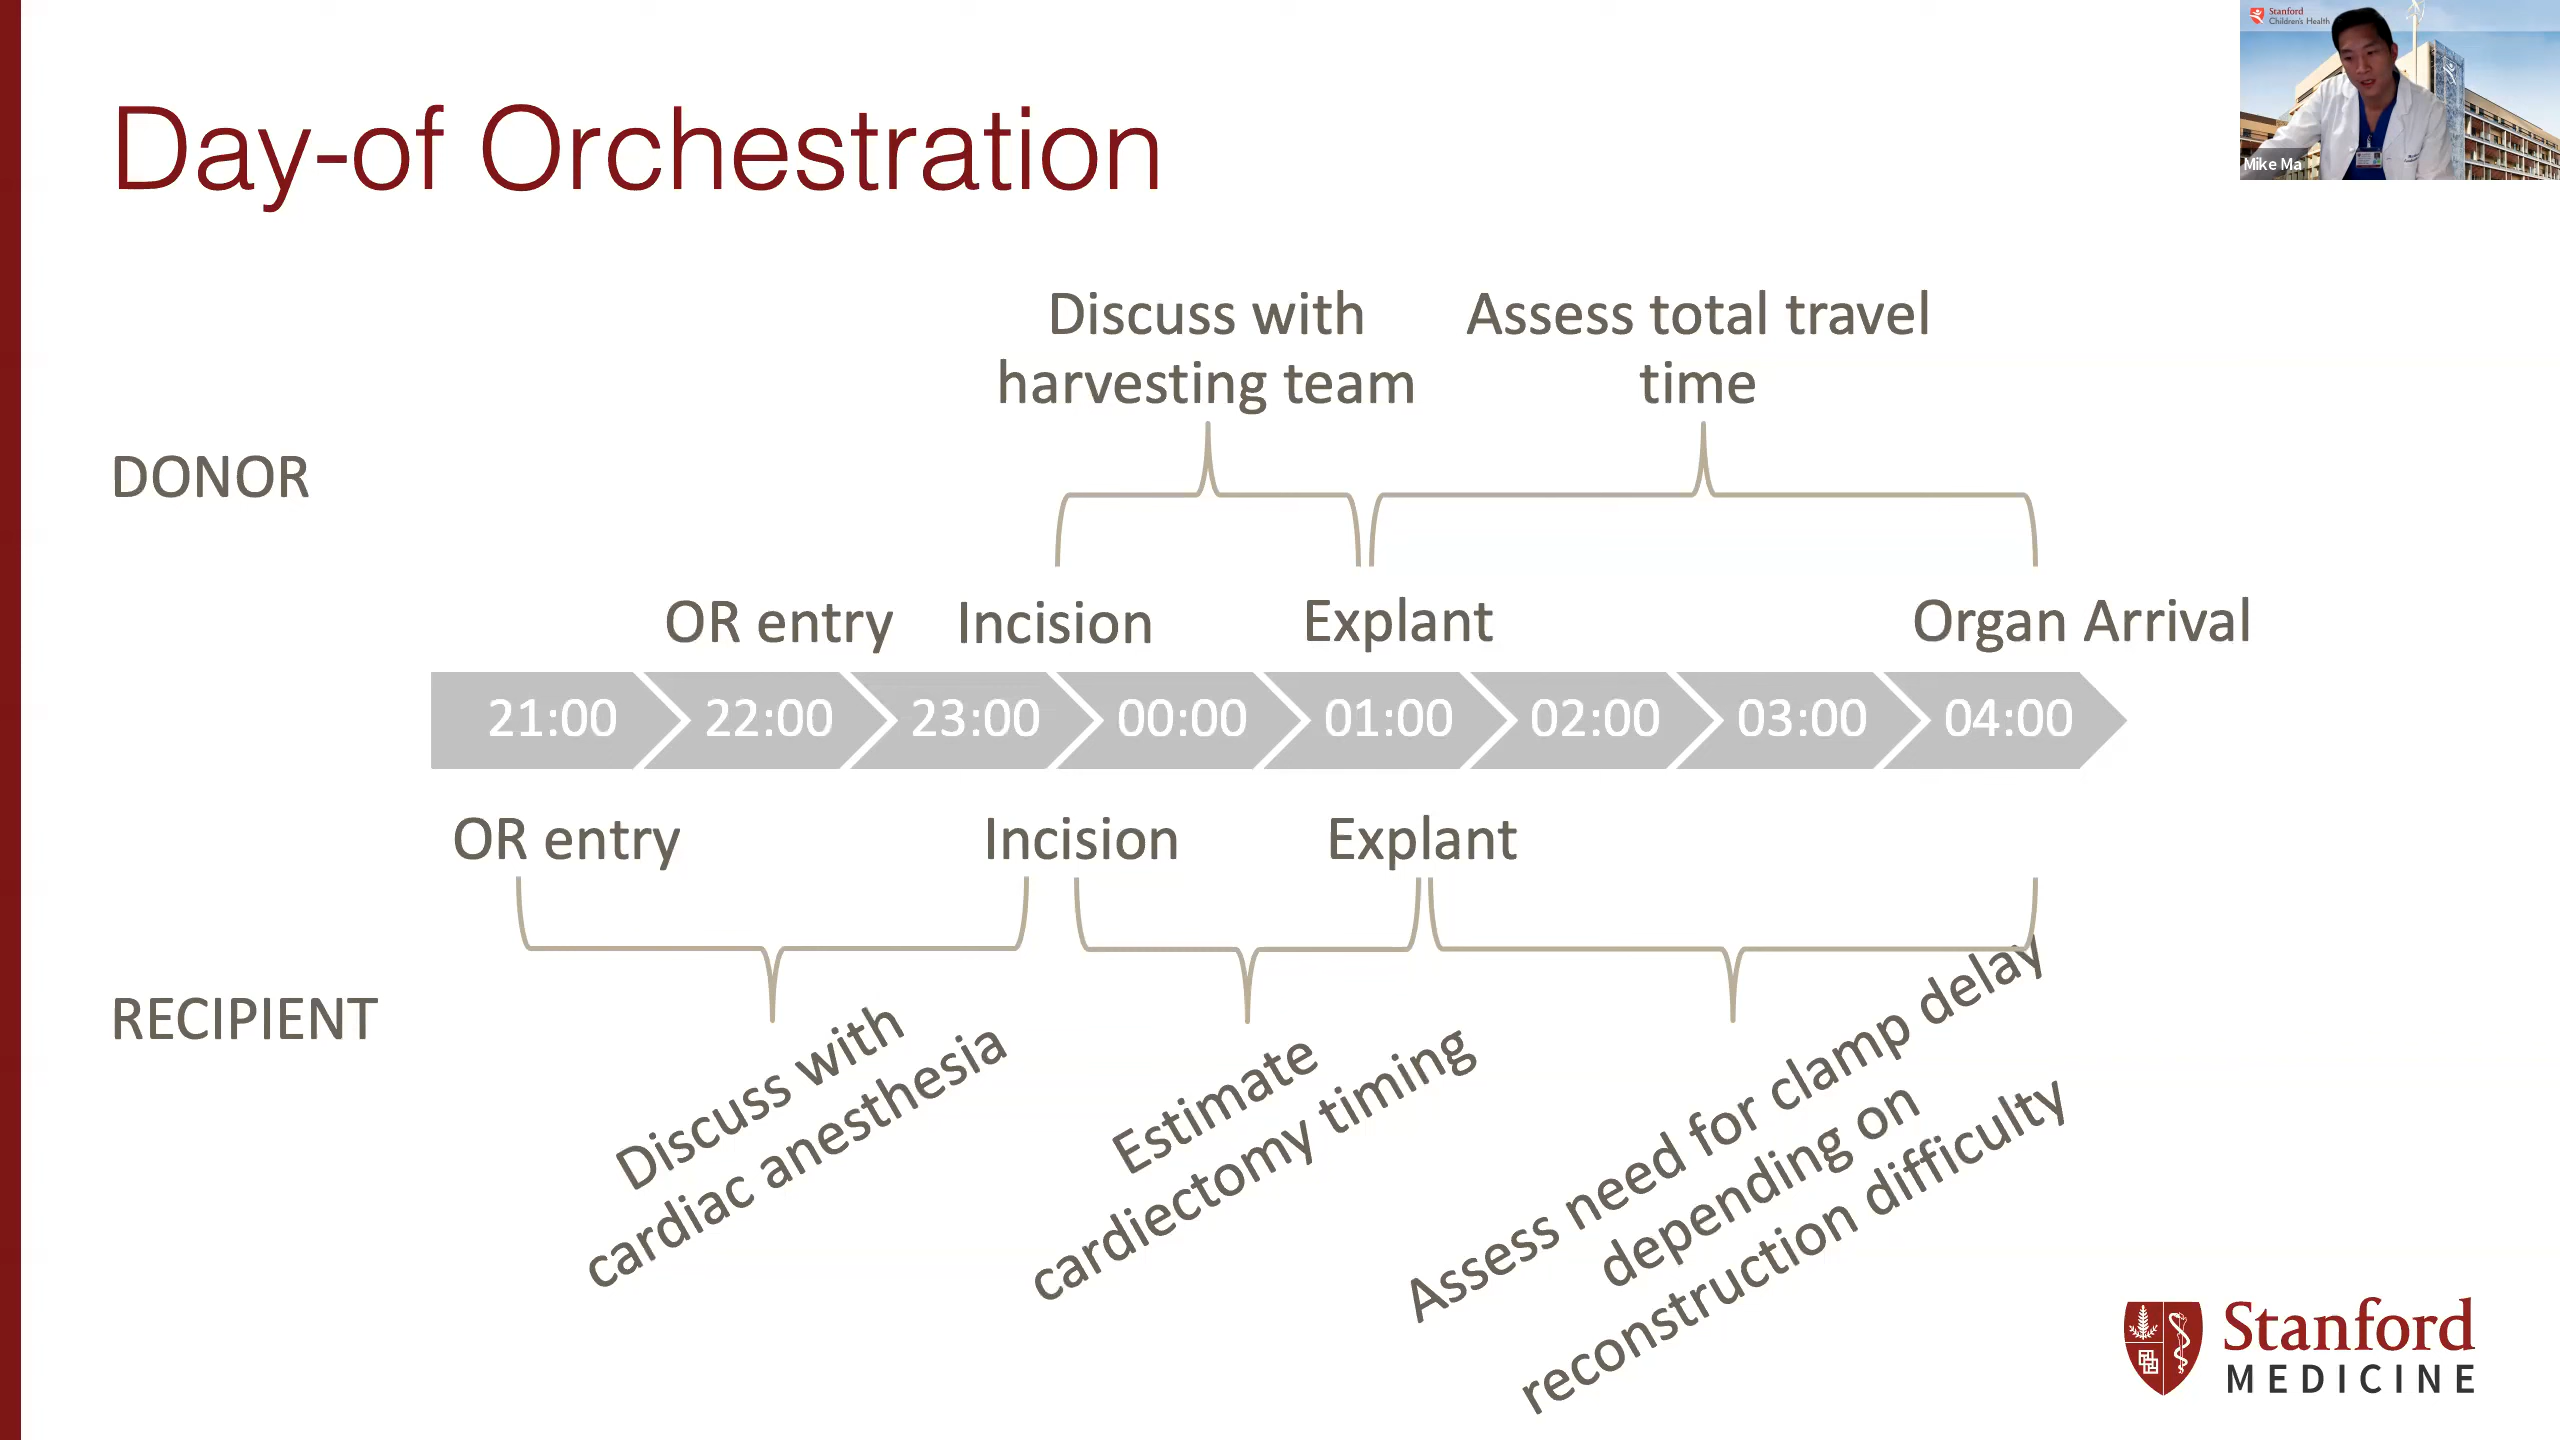 Day-of Orchestration
Stanford
Children's Health
Mike Ma
Discuss with
harvesting team
Assess total travel
time
DONOR
OR entry
Incision
Explant
Organ Arrival
21:00
22:00
23:00
00:00
01:00
02:00
03:00
04:00
OR entry
Incision
Explant
RECIPIENT
Discuss with
cardiac anesthesia
Estimate
cardiectomy timing
Assess need for clamp delay
depending on
reconstruction difficulty
Stanford
MEDICINE